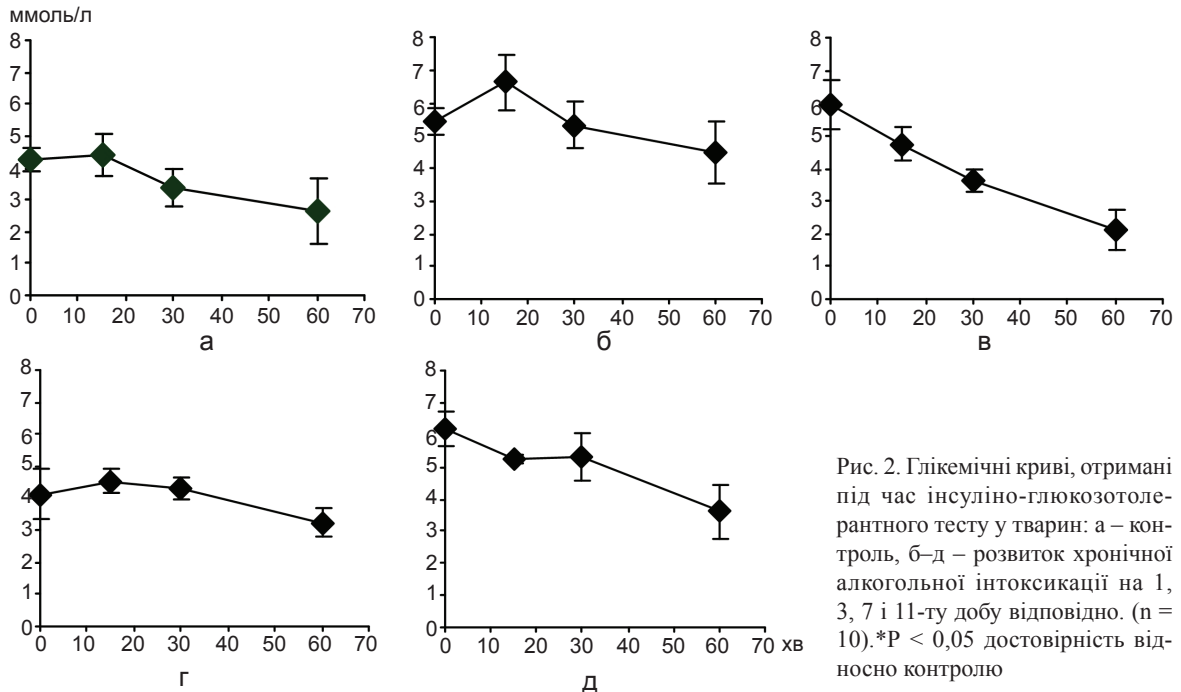 ммоль/л
8
7
6
5
4
3
2
1
0
0 10 20 30 40 50 60 70
а
8
7
6
5
4
3
2
1
0
0 10 20 30 40 50 60 70
б
8
7
6
5
4
3
2
1
0
0 10 20 30 40 50 60 70
в
8
7
6
5
4
3
2
1
0
0 10 20 30 40 50 60 70
г
8
7
6
5
4
3
2
1
0
0 10 20 30 40 50 60 70 хв
д
Рис. 2. Глікемічні криві, отримані
під час інсуліно-глюкозотоле-
рантного тесту у тварин: а – кон-
троль, б–д – розвиток хронічної
алкогольної інтоксикації на 1,
3, 7 і 11-ту добу відповідно. (n =
10).*P < 0,05 достовірність від-
носно контролю